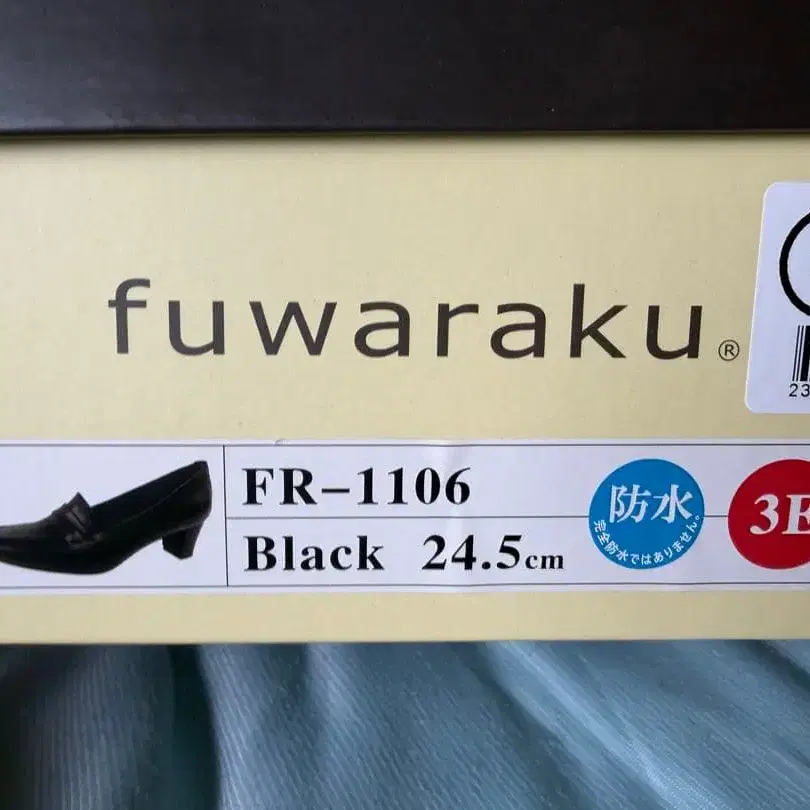 fuwaraku®
FR-1106
Black 24.5cm
防水
完全防水ではありません。
3E
23